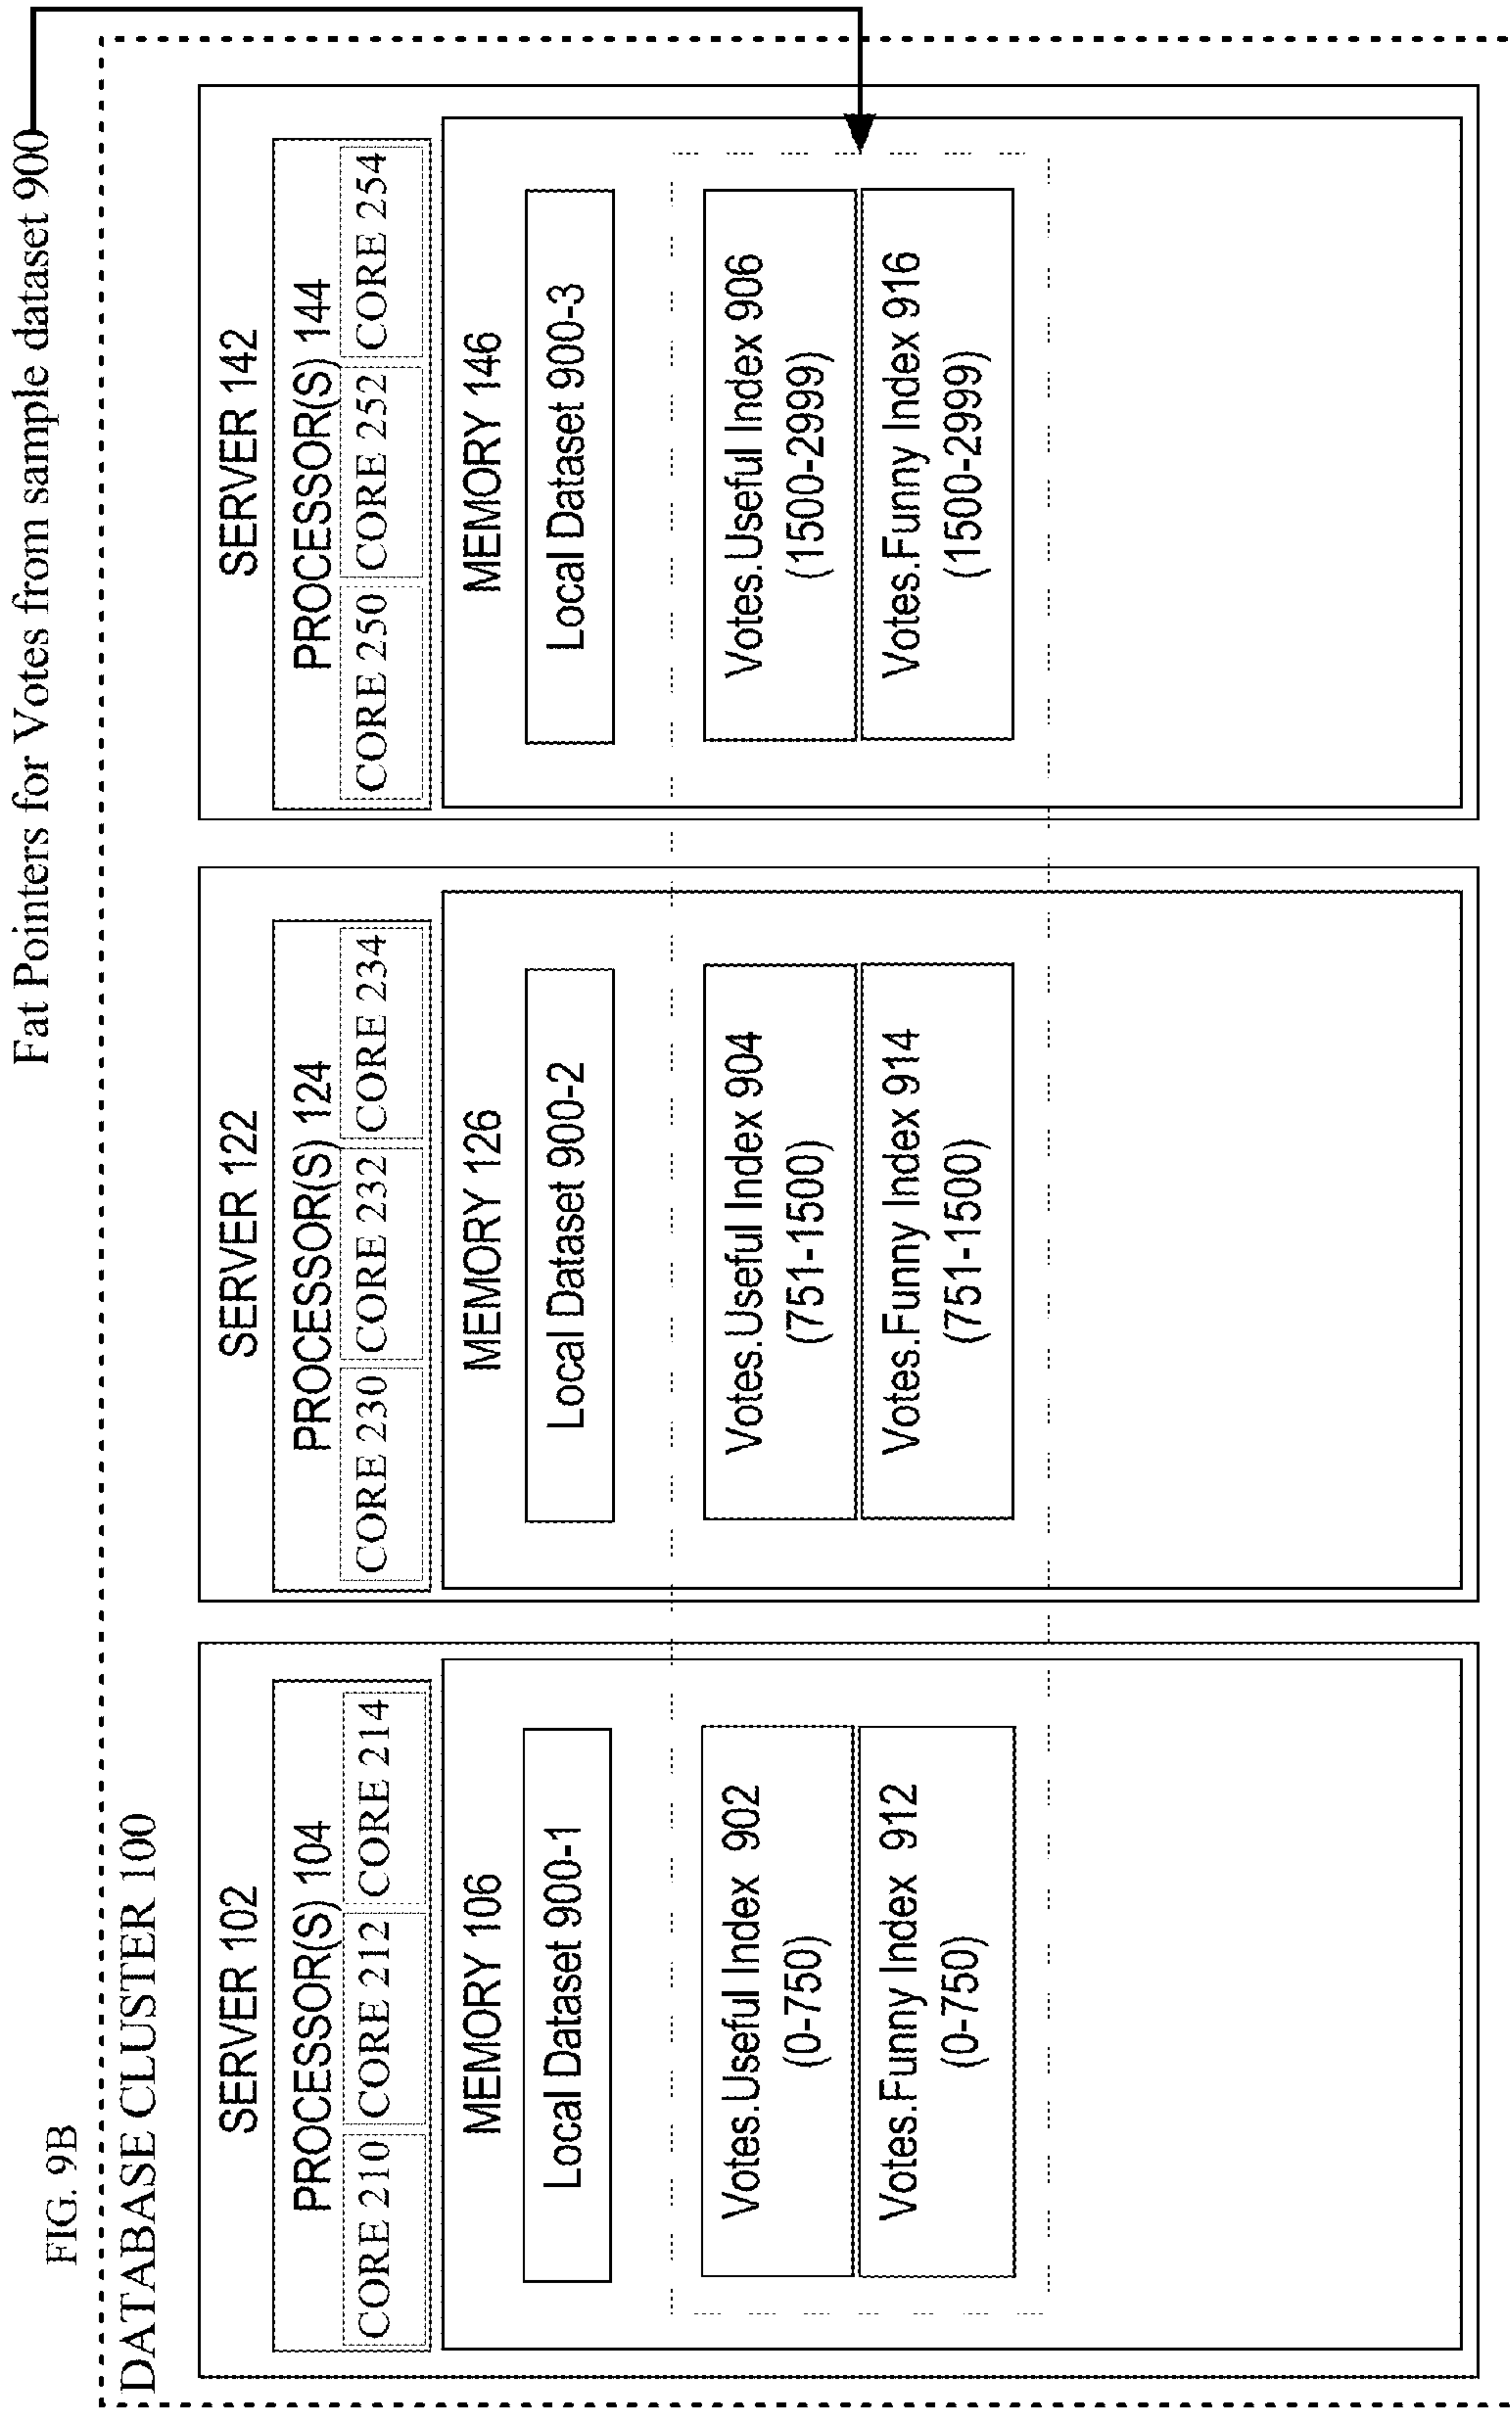 FIG. 9B
Fat Pointers for Votes from sample dataset 900
DATABASE CLUSTER 100
SERVER 102
PROCESSOR(S) 104
CORE 210 CORE 212 CORE 214
MEMORY 106
Local Dataset 900-1
Votes.Useful Index 902
(0-750)
Votes.Funny Index 912
(0-750)
SERVER 122
PROCESSOR(S) 124
CORE 230 CORE 232 CORE 234
MEMORY 126
Local Dataset 900-2
Votes.Useful Index 904
(751-1500)
Votes.Funny Index 914
(751-1500)
SERVER 142
PROCESSOR(S) 144
CORE 250 CORE 252 CORE 254
MEMORY 146
Local Dataset 900-3
Votes.Useful Index 906
(1500-2999)
Votes.Funny Index 916
(1500-2999)